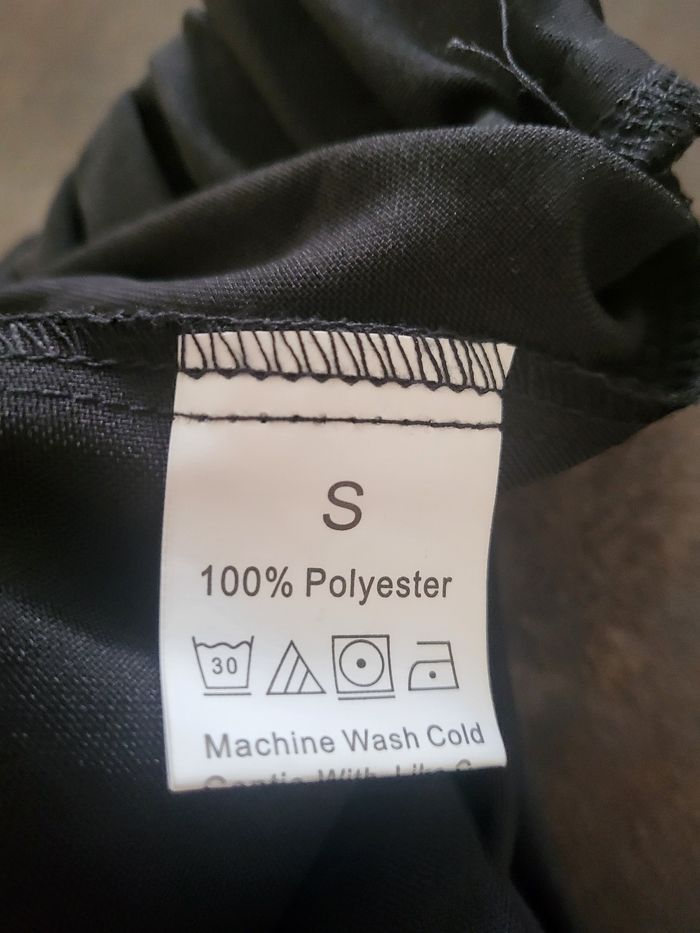 S
100% Polyester
30
Machine Wash Cold